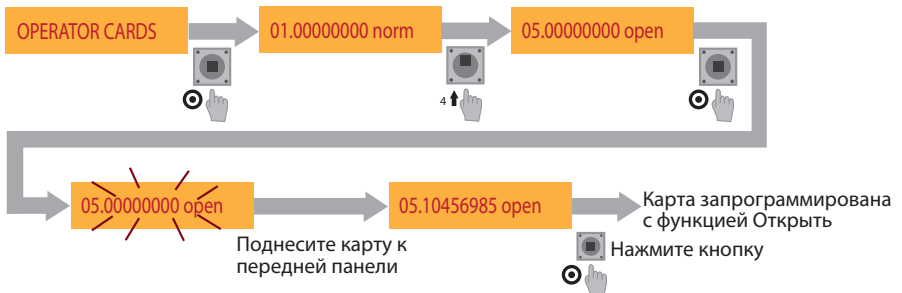 OPERATOR CARDS
01.00000000 norm
05.00000000 open
4
05.00000000 open
05.10456985 open
Карта запрограммирована
с функцией Открыть
Поднесите карту к
передней панели
Нажмите кнопку